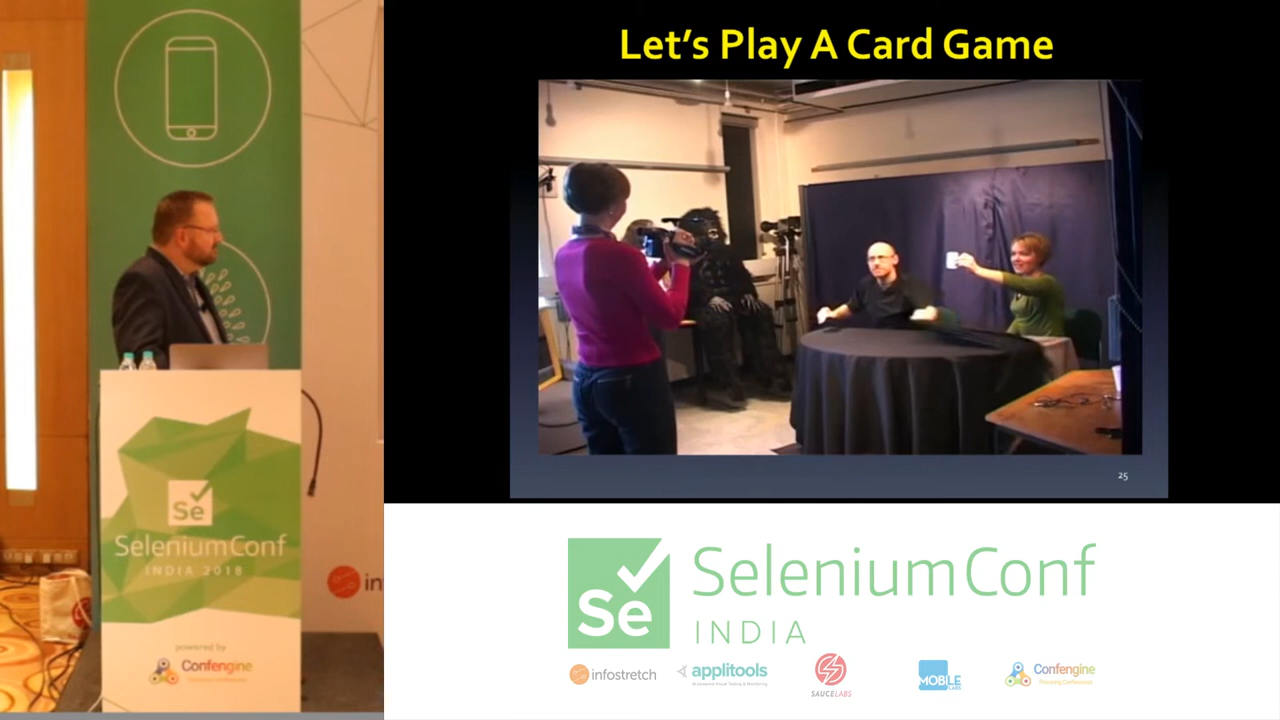 Let's Play A Card Game
25
Se
SeleniumConf
INDIA 2018
powered by
Confengine
inf
Se
SeleniumConf
INDIA
infostretch
applitools
SAUCELABS
MOBILE
LABS
Confengine